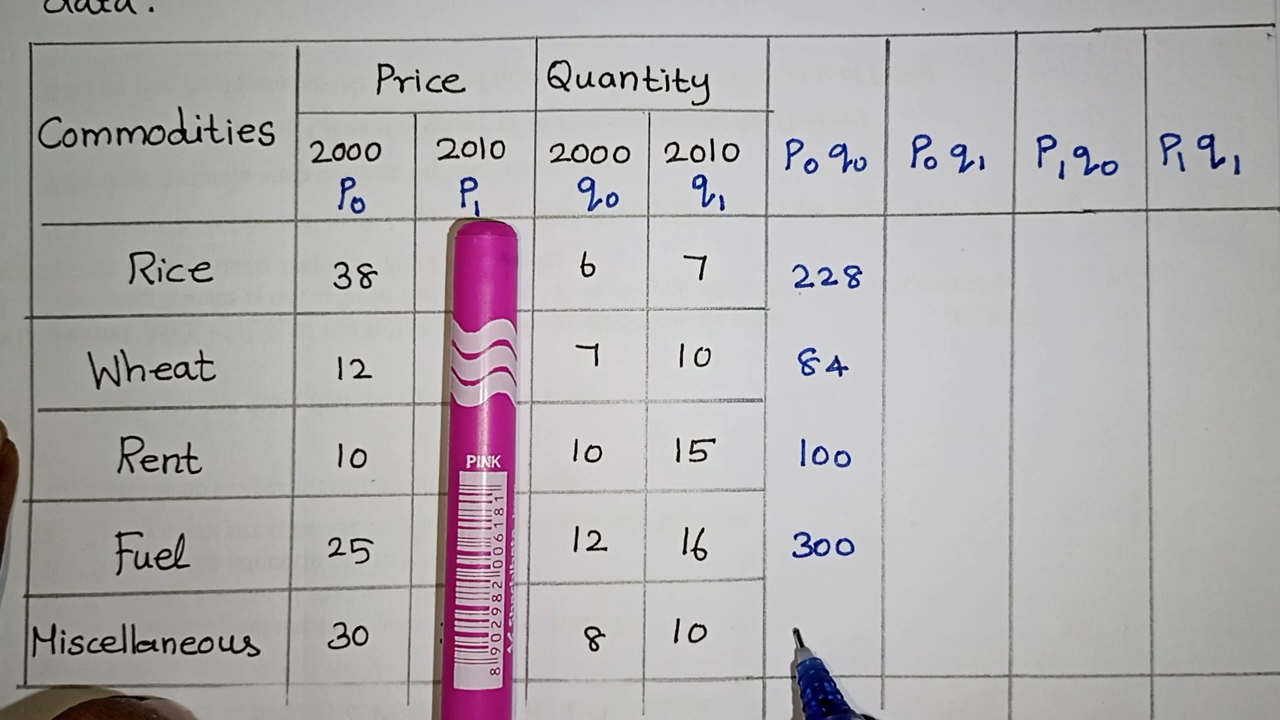 data:
Price Quantity
Commodities
2000 2010 2000 2010 P₀q₀ P₀q₁ P₁q₀ P₁q₁
P₀ P₁ q₀ q₁
Rice 38 6 7 228
Wheat 12 7 10 84
Rent 10 10 15 100
PINK
Fuel 25 12 16 300
Miscellaneous 30 8 10
8902982006181